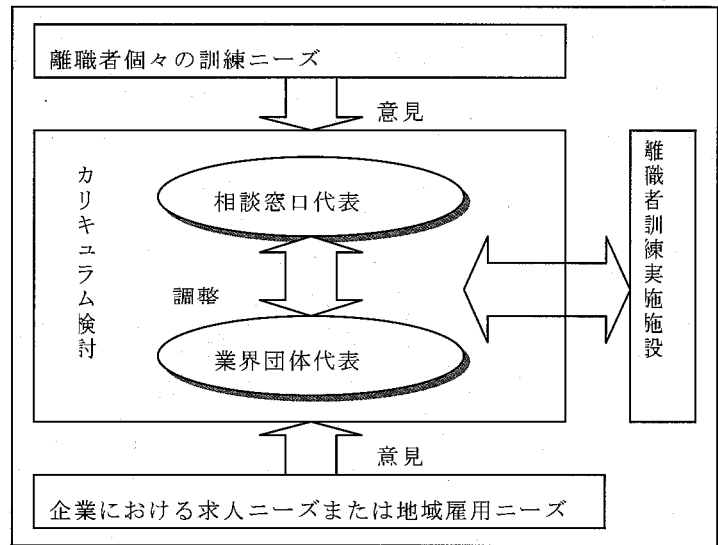 離職者個々の訓練ニーズ
意見
カリキュラム検討
相談窓口代表
調整
業界団体代表
離職者訓練実施施設
意見
企業における求人ニーズまたは地域雇用ニーズ